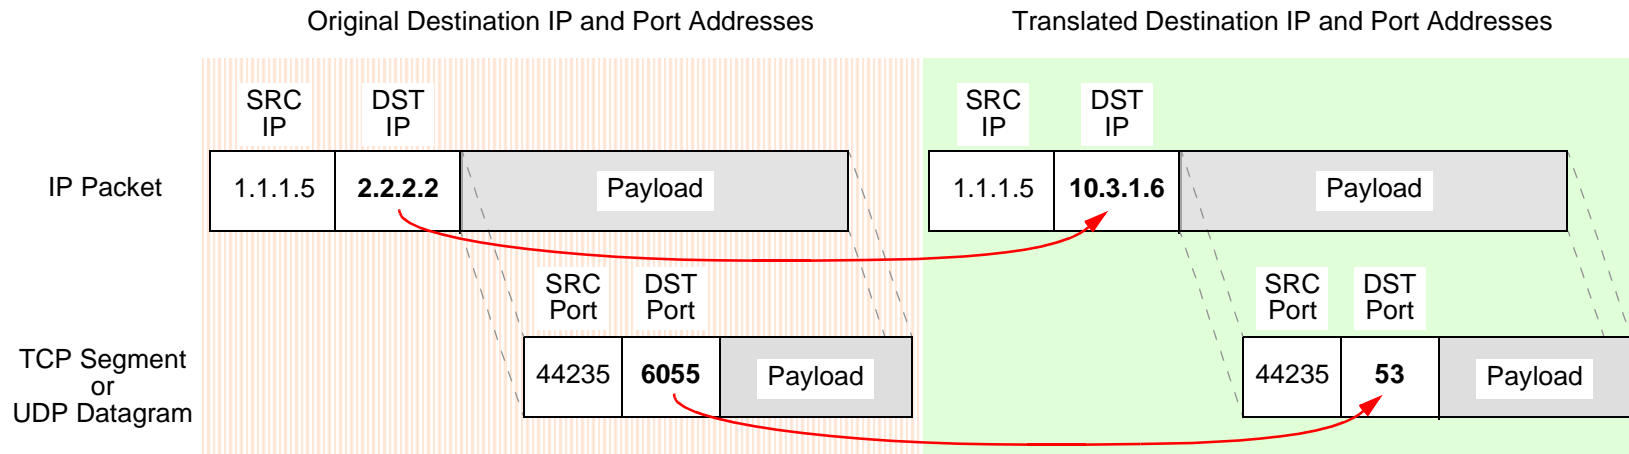 Original Destination IP and Port Addresses
Translated Destination IP and Port Addresses
SRC
IP
DST
IP
SRC
IP
DST
IP
IP Packet
1.1.1.5
2.2.2.2
Payload
1.1.1.5
10.3.1.6
Payload
SRC
Port
DST
Port
SRC
Port
DST
Port
TCP Segment
or
UDP Datagram
44235
6055
Payload
44235
53
Payload